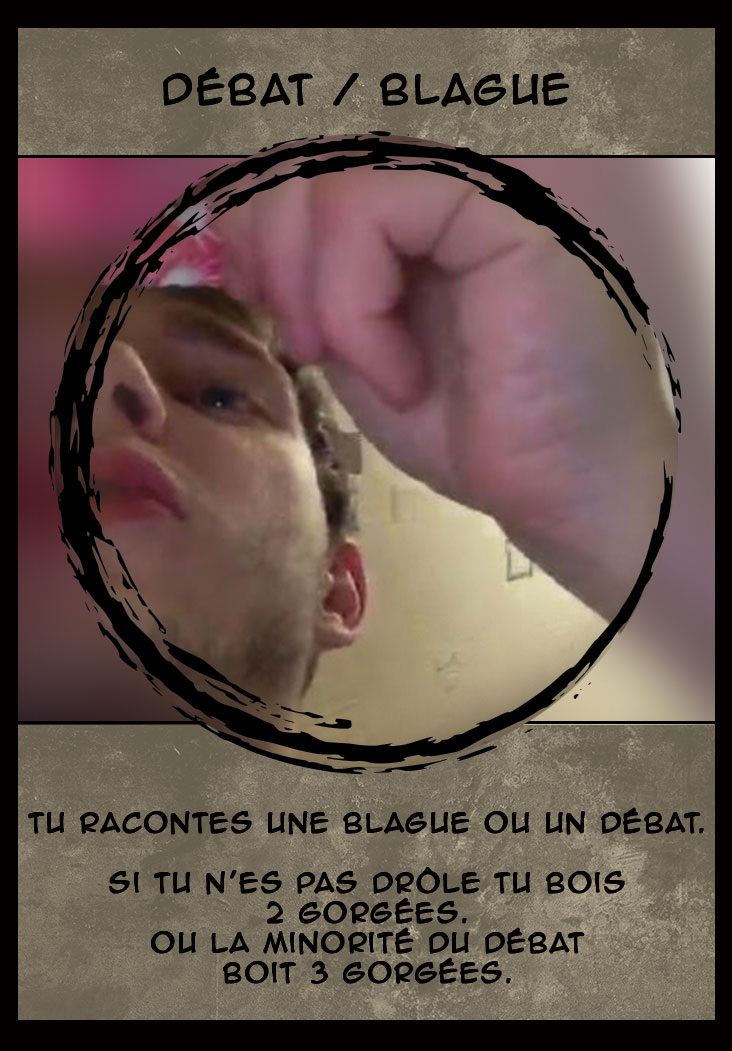 DÉBAT / BLAGUE
TU RACONTES UNE BLAGUE OU UN DÉBAT.
SI TU N'ES PAS DRÔLE TU BOIS
2 GORGÉES.
OU LA MINORITÉ DU DÉBAT
BOIT 3 GORGÉES.